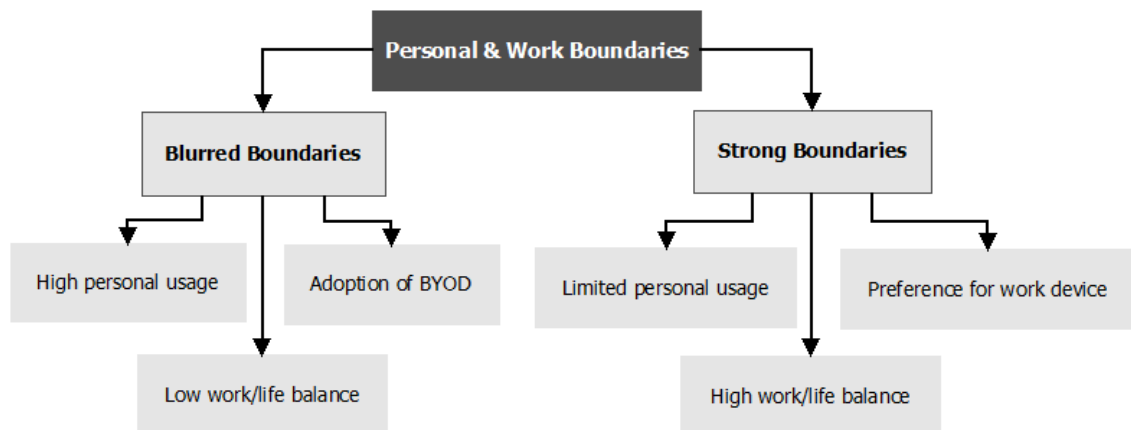 Personal & Work Boundaries
Blurred Boundaries
Strong Boundaries
High personal usage
Adoption of BYOD
Limited personal usage
Preference for work device
Low work/life balance
High work/life balance